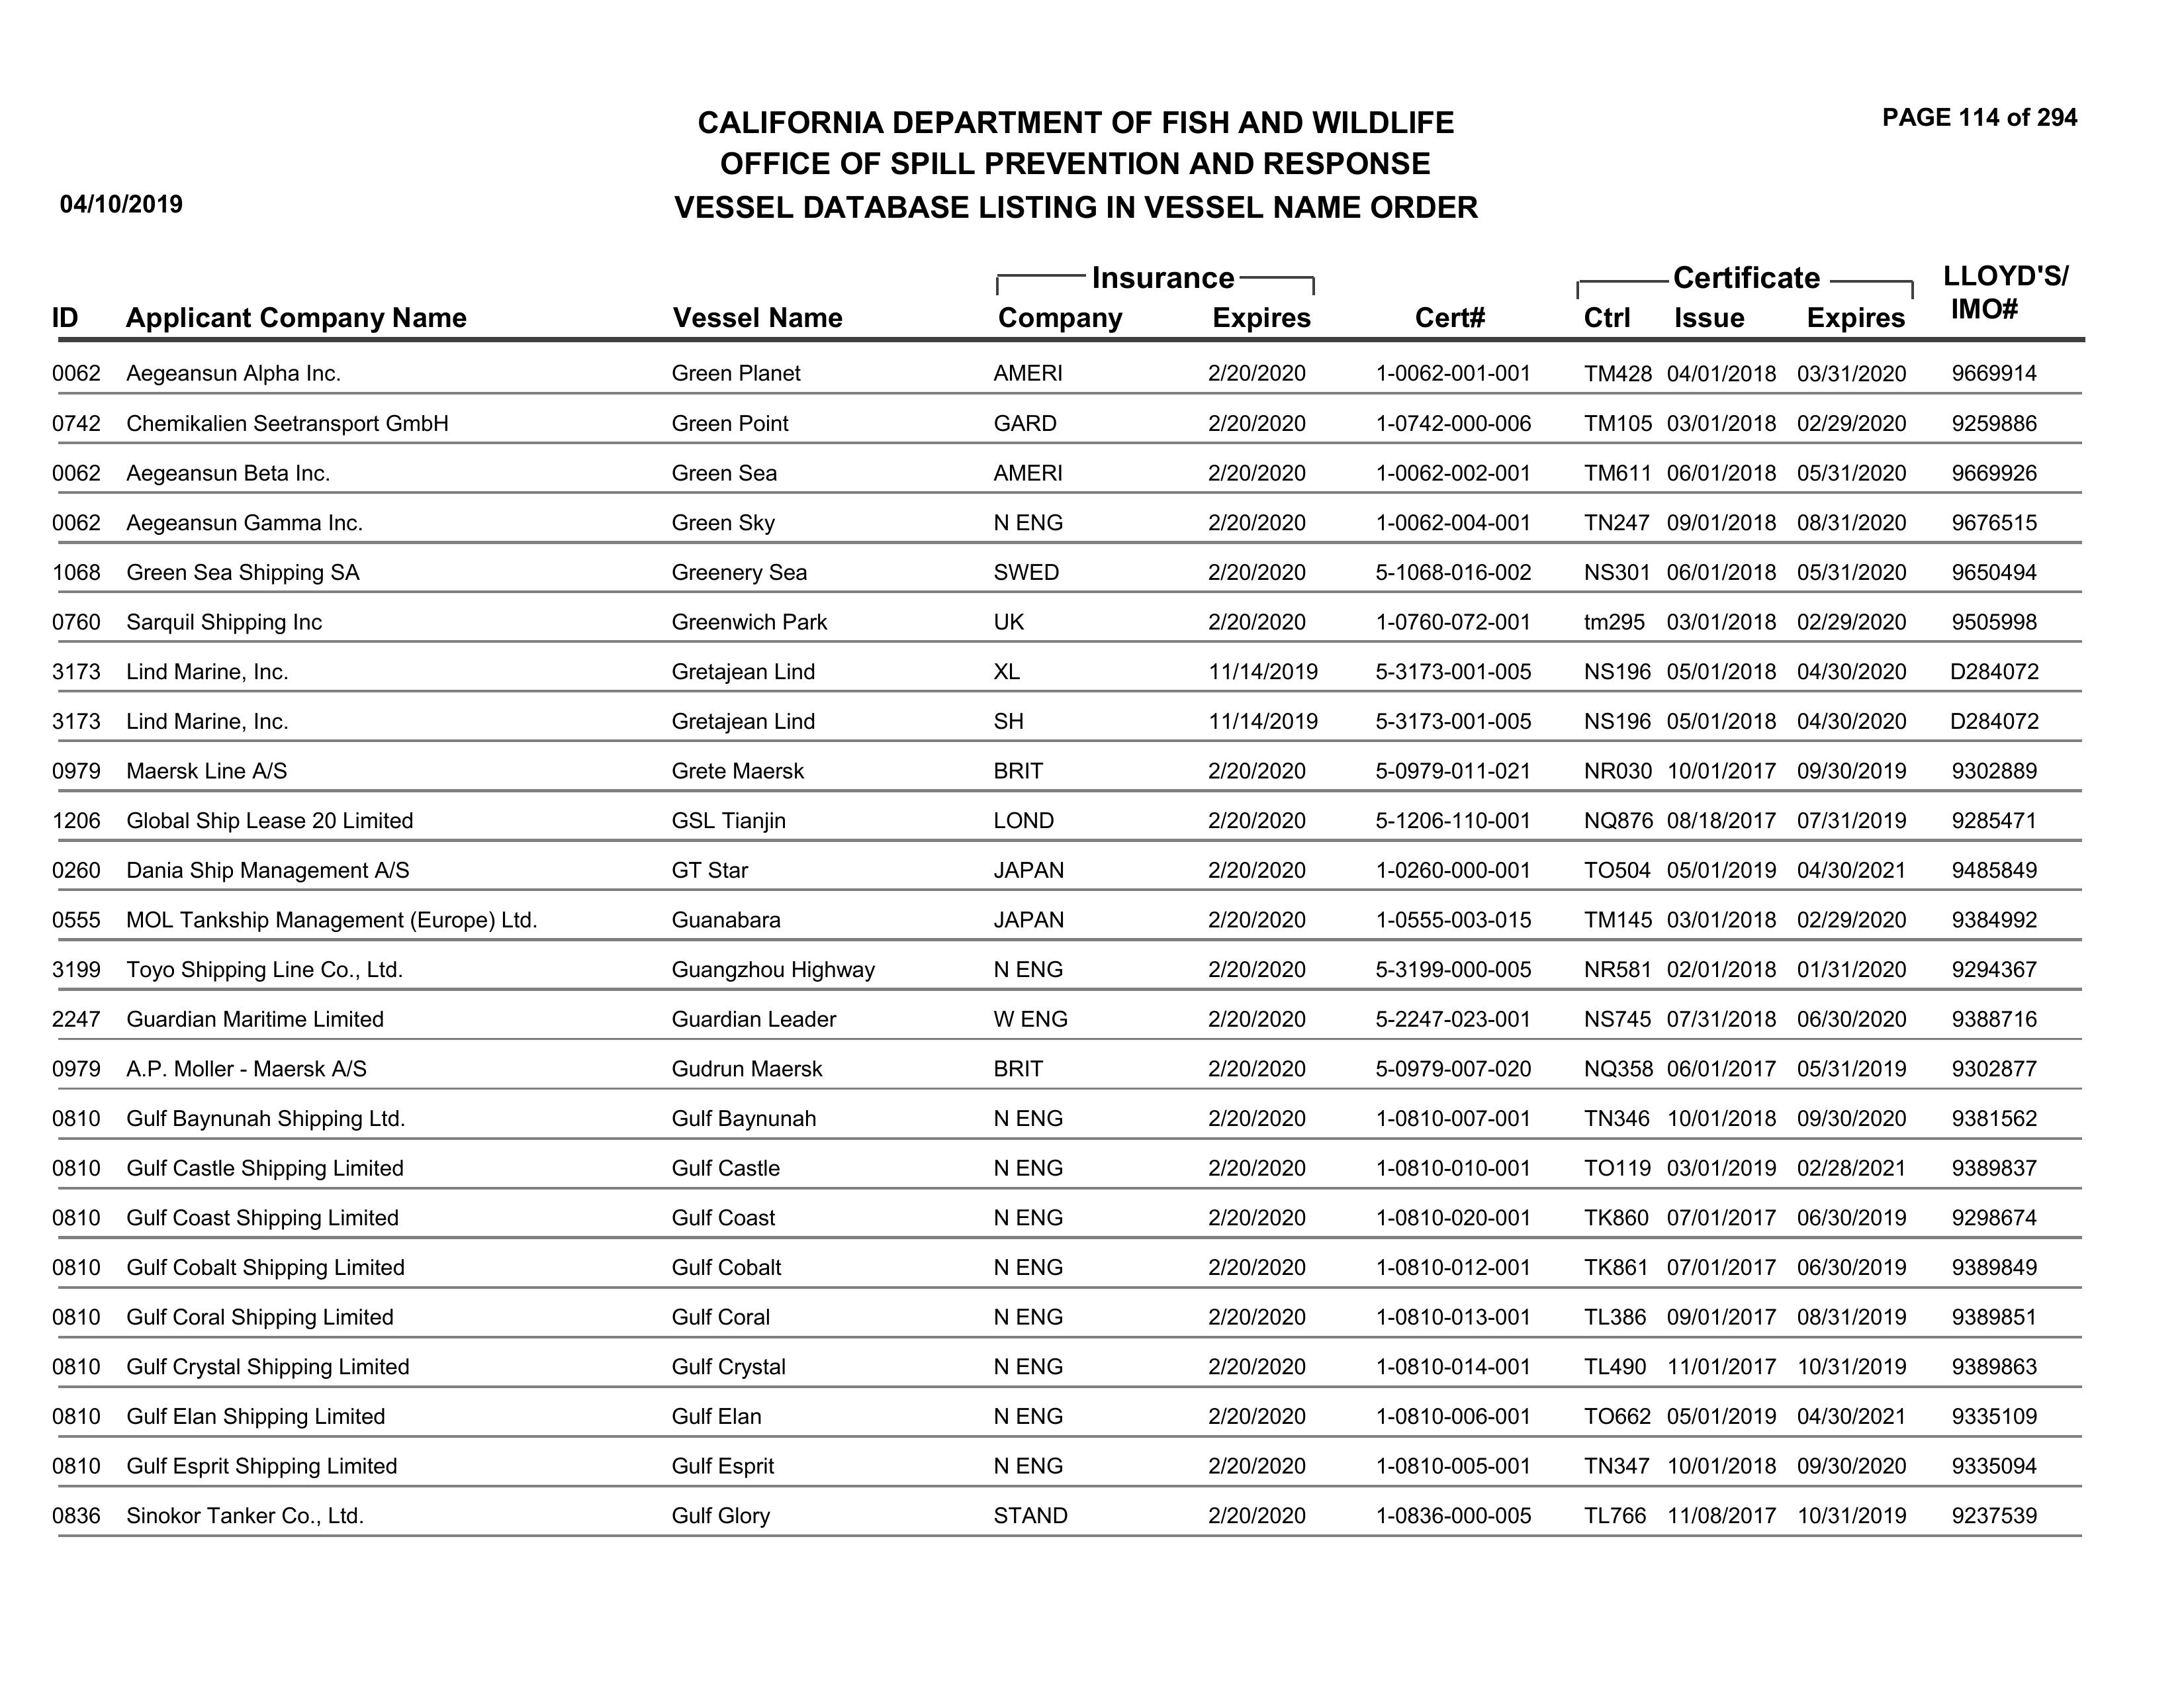 PAGE 114 of 294
CALIFORNIA DEPARTMENT OF FISH AND WILDLIFE
OFFICE OF SPILL PREVENTION AND RESPONSE
04/10/2019 VESSEL DATABASE LISTING IN VESSEL NAME ORDER
Insurance Certificate LLOYD'S/
ID Applicant Company Name Vessel Name Company Expires Cert# Ctrl Issue Expires IMO#
0062 Aegeansun Alpha Inc. Green Planet AMERI 2/20/2020 1-0062-001-001 TM428 04/01/2018 03/31/2020 9669914
0742 Chemikalien Seetransport GmbH Green Point GARD 2/20/2020 1-0742-000-006 TM105 03/01/2018 02/29/2020 9259886
0062 Aegeansun Beta Inc. Green Sea AMERI 2/20/2020 1-0062-002-001 TM611 06/01/2018 05/31/2020 9669926
0062 Aegeansun Gamma Inc. Green Sky N ENG 2/20/2020 1-0062-004-001 TN247 09/01/2018 08/31/2020 9676515
1068 Green Sea Shipping SA Greenery Sea SWED 2/20/2020 5-1068-016-002 NS301 06/01/2018 05/31/2020 9650494
0760 Sarquil Shipping Inc Greenwich Park UK 2/20/2020 1-0760-072-001 tm295 03/01/2018 02/29/2020 9505998
3173 Lind Marine, Inc. Gretajean Lind XL 11/14/2019 5-3173-001-005 NS196 05/01/2018 04/30/2020 D284072
3173 Lind Marine, Inc. Gretajean Lind SH 11/14/2019 5-3173-001-005 NS196 05/01/2018 04/30/2020 D284072
0979 Maersk Line A/S Grete Maersk BRIT 2/20/2020 5-0979-011-021 NR030 10/01/2017 09/30/2019 9302889
1206 Global Ship Lease 20 Limited GSL Tianjin LOND 2/20/2020 5-1206-110-001 NQ876 08/18/2017 07/31/2019 9285471
0260 Dania Ship Management A/S GT Star JAPAN 2/20/2020 1-0260-000-001 TO504 05/01/2019 04/30/2021 9485849
0555 MOL Tankship Management (Europe) Ltd. Guanabara JAPAN 2/20/2020 1-0555-003-015 TM145 03/01/2018 02/29/2020 9384992
3199 Toyo Shipping Line Co., Ltd. Guangzhou Highway N ENG 2/20/2020 5-3199-000-005 NR581 02/01/2018 01/31/2020 9294367
2247 Guardian Maritime Limited Guardian Leader W ENG 2/20/2020 5-2247-023-001 NS745 07/31/2018 06/30/2020 9388716
0979 A.P. Moller - Maersk A/S Gudrun Maersk BRIT 2/20/2020 5-0979-007-020 NQ358 06/01/2017 05/31/2019 9302877
0810 Gulf Baynunah Shipping Ltd. Gulf Baynunah N ENG 2/20/2020 1-0810-007-001 TN346 10/01/2018 09/30/2020 9381562
0810 Gulf Castle Shipping Limited Gulf Castle N ENG 2/20/2020 1-0810-010-001 TO119 03/01/2019 02/28/2021 9389837
0810 Gulf Coast Shipping Limited Gulf Coast N ENG 2/20/2020 1-0810-020-001 TK860 07/01/2017 06/30/2019 9298674
0810 Gulf Cobalt Shipping Limited Gulf Cobalt N ENG 2/20/2020 1-0810-012-001 TK861 07/01/2017 06/30/2019 9389849
0810 Gulf Coral Shipping Limited Gulf Coral N ENG 2/20/2020 1-0810-013-001 TL386 09/01/2017 08/31/2019 9389851
0810 Gulf Crystal Shipping Limited Gulf Crystal N ENG 2/20/2020 1-0810-014-001 TL490 11/01/2017 10/31/2019 9389863
0810 Gulf Elan Shipping Limited Gulf Elan N ENG 2/20/2020 1-0810-006-001 TO662 05/01/2019 04/30/2021 9335109
0810 Gulf Esprit Shipping Limited Gulf Esprit N ENG 2/20/2020 1-0810-005-001 TN347 10/01/2018 09/30/2020 9335094
0836 Sinokor Tanker Co., Ltd. Gulf Glory STAND 2/20/2020 1-0836-000-005 TL766 11/08/2017 10/31/2019 9237539